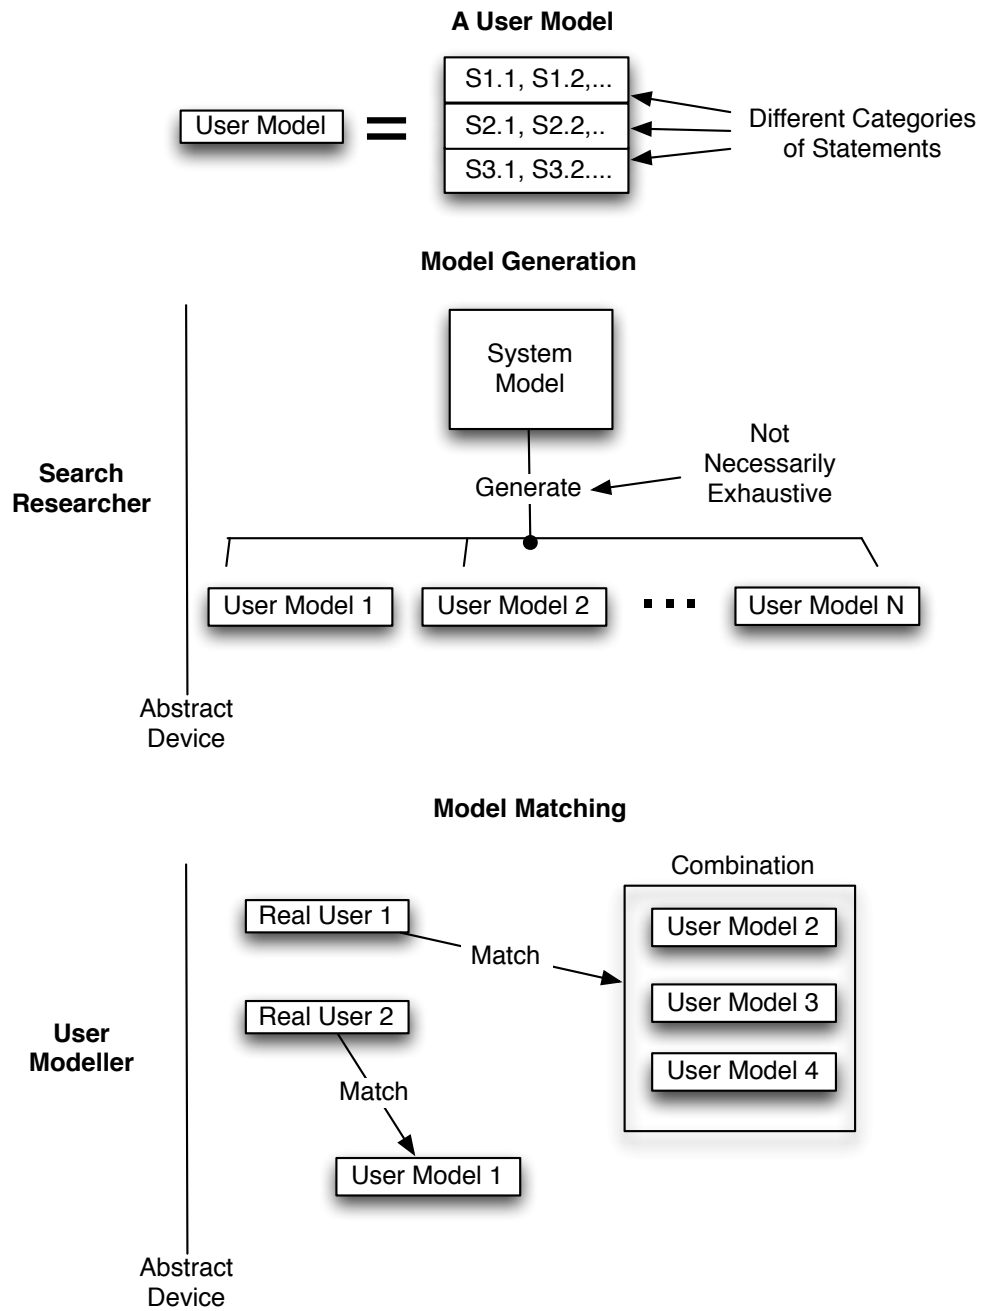 A User Model
S1.1, S1.2,...
User Model
=
S2.1, S2.2,..
S3.1, S3.2....
Different Categories
of Statements
Model Generation
System
Model
Search
Researcher
Generate
Not
Necessarily
Exhaustive
User Model 1
User Model 2
...
User Model N
Abstract
Device
Model Matching
Combination
Real User 1
Match
User Model 2
User Model 3
User Model 4
Real User 2
User
Modeller
Match
User Model 1
Abstract
Device